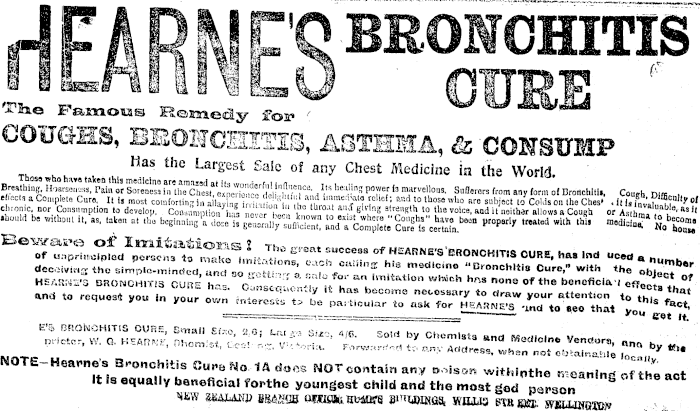 HEARNE'S BRONCHITIS
CURE
The Famous Remedy for
COUGHS, BRONCHITIS, ASTHMA, & CONSUMP
Has the Largest Sale of any Chest Medicine in the World.
Those who have taken this medicine are amazed at its wonderful influence. Its healing power is marvellous. Sufferers from any form of Bronchitis, Cough, Difficulty of
Breathing, Hoarseness, Pain or Soreness in the Chest, experience delightful and immediate relief; and to those who are subject to Colds on the Ches it is invaluable, as it
effects a Complete Cure. It is most comforting in allaying irritation in the throat and giving strength to the voice, and it neither allows a Cough or Asthma to become
chronic, nor Consumption to develop. Consumption has never been known to exist where "Coughs" have been properly treated with this medicine. No house
should be without it, as, taken at the beginning a dose is generally sufficient, and a Complete Cure is certain.
Beware of Imitations! The great success of HEARNE'S BRONCHITIS CURE, has ind uced a number
of unprincipled persons to make imitations, each calling his medicine "Bronchitis Cure," with the object of
deceiving the simple-minded, and so getting a sale for an imitation which has none of the beneficial effects that
HEARNE'S BRONCHITIS CURE has. Consequently it has become necessary to draw your attention to this fact,
and to request you in your own interests to be particular to ask for HEARNE'S and to see that you get it.
E'S BRONCHITIS CURE, Small Size, 2/6; Large Size, 4/6. Sold by Chemists and Medicine Vendors, and by the
prietor, W. G. HEARNE, Chemist, Geelong, Victoria. Forwarded to any Address, when not obtainable locally.
NOTE—Hearne's Bronchitis Cure No. 1A does NOT contain any poison withinthe meaning of the act
It is equally beneficial forthe youngest child and the most ged person
NEW ZEALAND BRANCH OFFICE, HUME'S BUILDINGS, WILLIS STREET, WELLINGTON